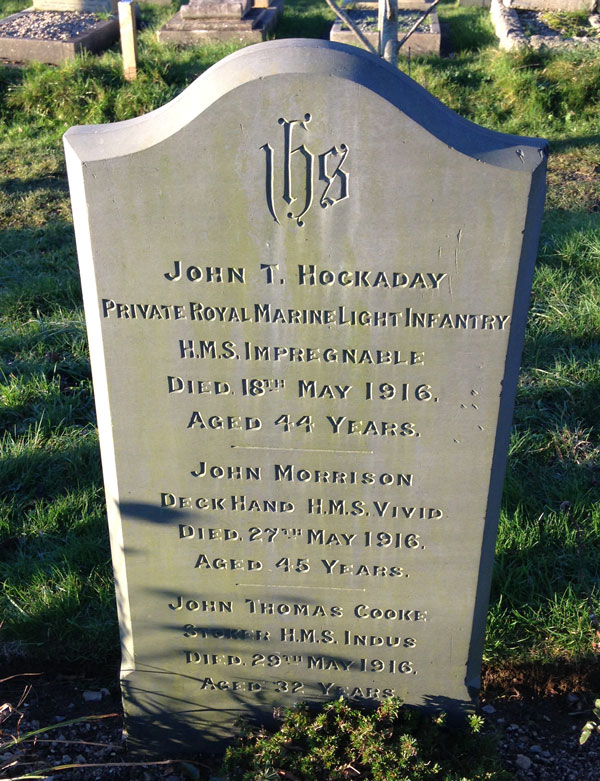 ihs
John T. Hockaday
Private Royal Marine Light Infantry
H.M.S. Impregnable
Died 18th May 1916.
Aged 44 Years.
John Morrison
Deck Hand H.M.S. Vivid
Died 27th May 1916.
Aged 45 Years.
John Thomas Cooke
Stoker H.M.S. Indus
Died 29th May 1916.
Aged 32 Years